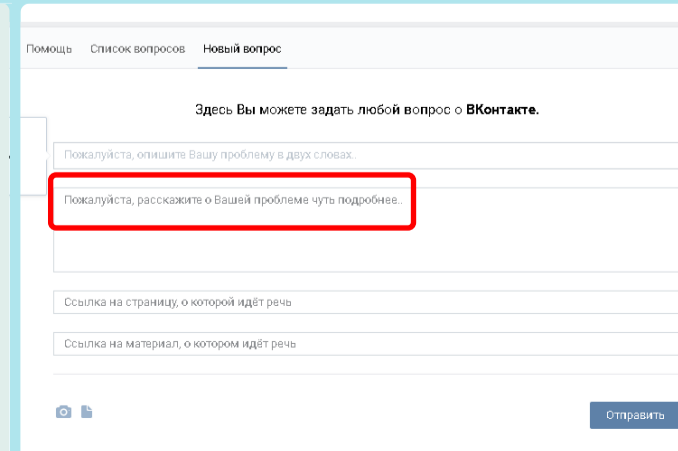 Помощь Список вопросов Новый вопрос
Здесь Вы можете задать любой вопрос о ВКонтакте.
Пожалуйста, опишите Вашу проблему в двух словах..
Пожалуйста, расскажите о Вашей проблеме чуть подробнее..
Ссылка на страницу, о которой идёт речь
Ссылка на материал, о котором идёт речь
Отправить